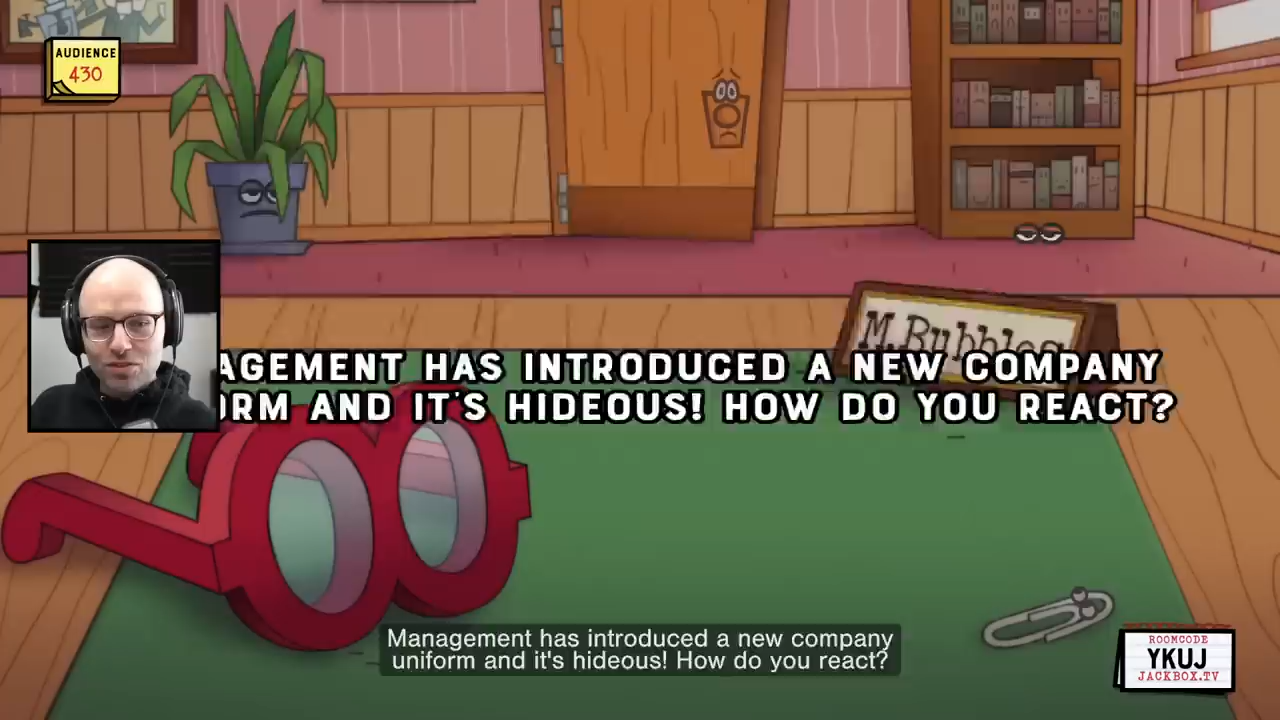 AUDIENCE
430
M.Bubbles
AGEMENT HAS INTRODUCED A NEW COMPANY
ORM AND IT'S HIDEOUS! HOW DO YOU REACT?
Management has introduced a new company
uniform and it's hideous! How do you react?
ROOMCODE
YKUJ
JACKBOX.TV